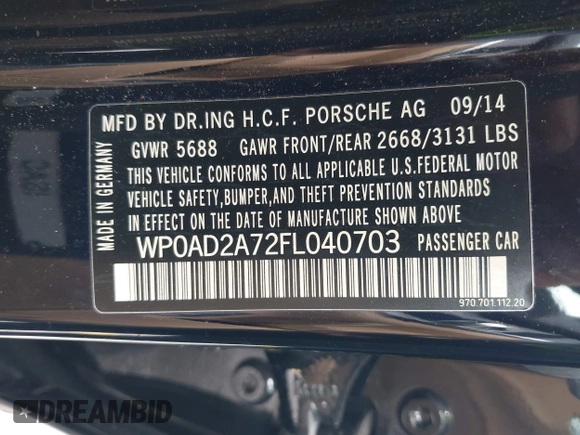 MFD BY DR.ING H.C.F. PORSCHE AG 09/14
GVWR 5688 GAWR FRONT/REAR 2668/3131 LBS
THIS VEHICLE CONFORMS TO ALL APPLICABLE U.S.FEDERAL MOTOR
VEHICLE SAFETY,BUMPER,AND THEFT PREVENTION STANDARDS
IN EFFECT ON THE DATE OF MANUFACTURE SHOWN ABOVE
WP0AD2A72FL040703 PASSENGER CAR
970.701.112.20
MADE IN GERMANY
DREAMBID